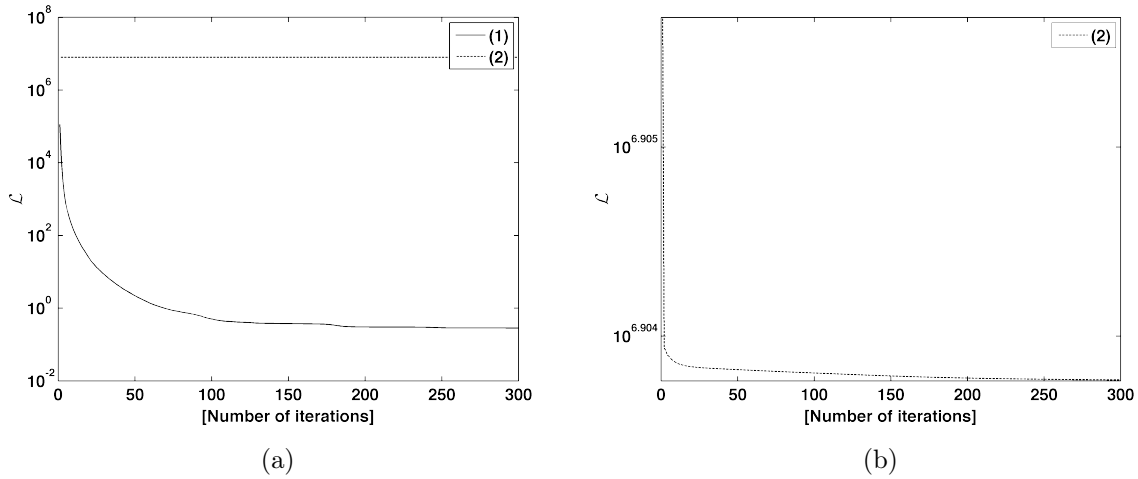 10^8
(1)
(2)
10^6
10^4
ℒ
10^2
10^0
10^-2
0 50 100 150 200 250 300
[Number of iterations]
(a)
(2)
10^6.905
ℒ
10^6.904
0 50 100 150 200 250 300
[Number of iterations]
(b)